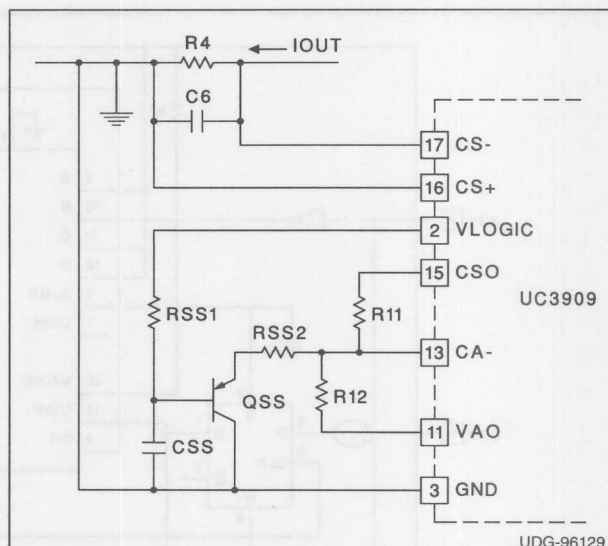 R4
IOUT
C6
17 CS-
16 CS+
2 VLOGIC
15 CSO
UC3909
RSS1
R11
RSS2
13 CA-
QSS
R12
CSS
11 VAO
3 GND
UDG-96129